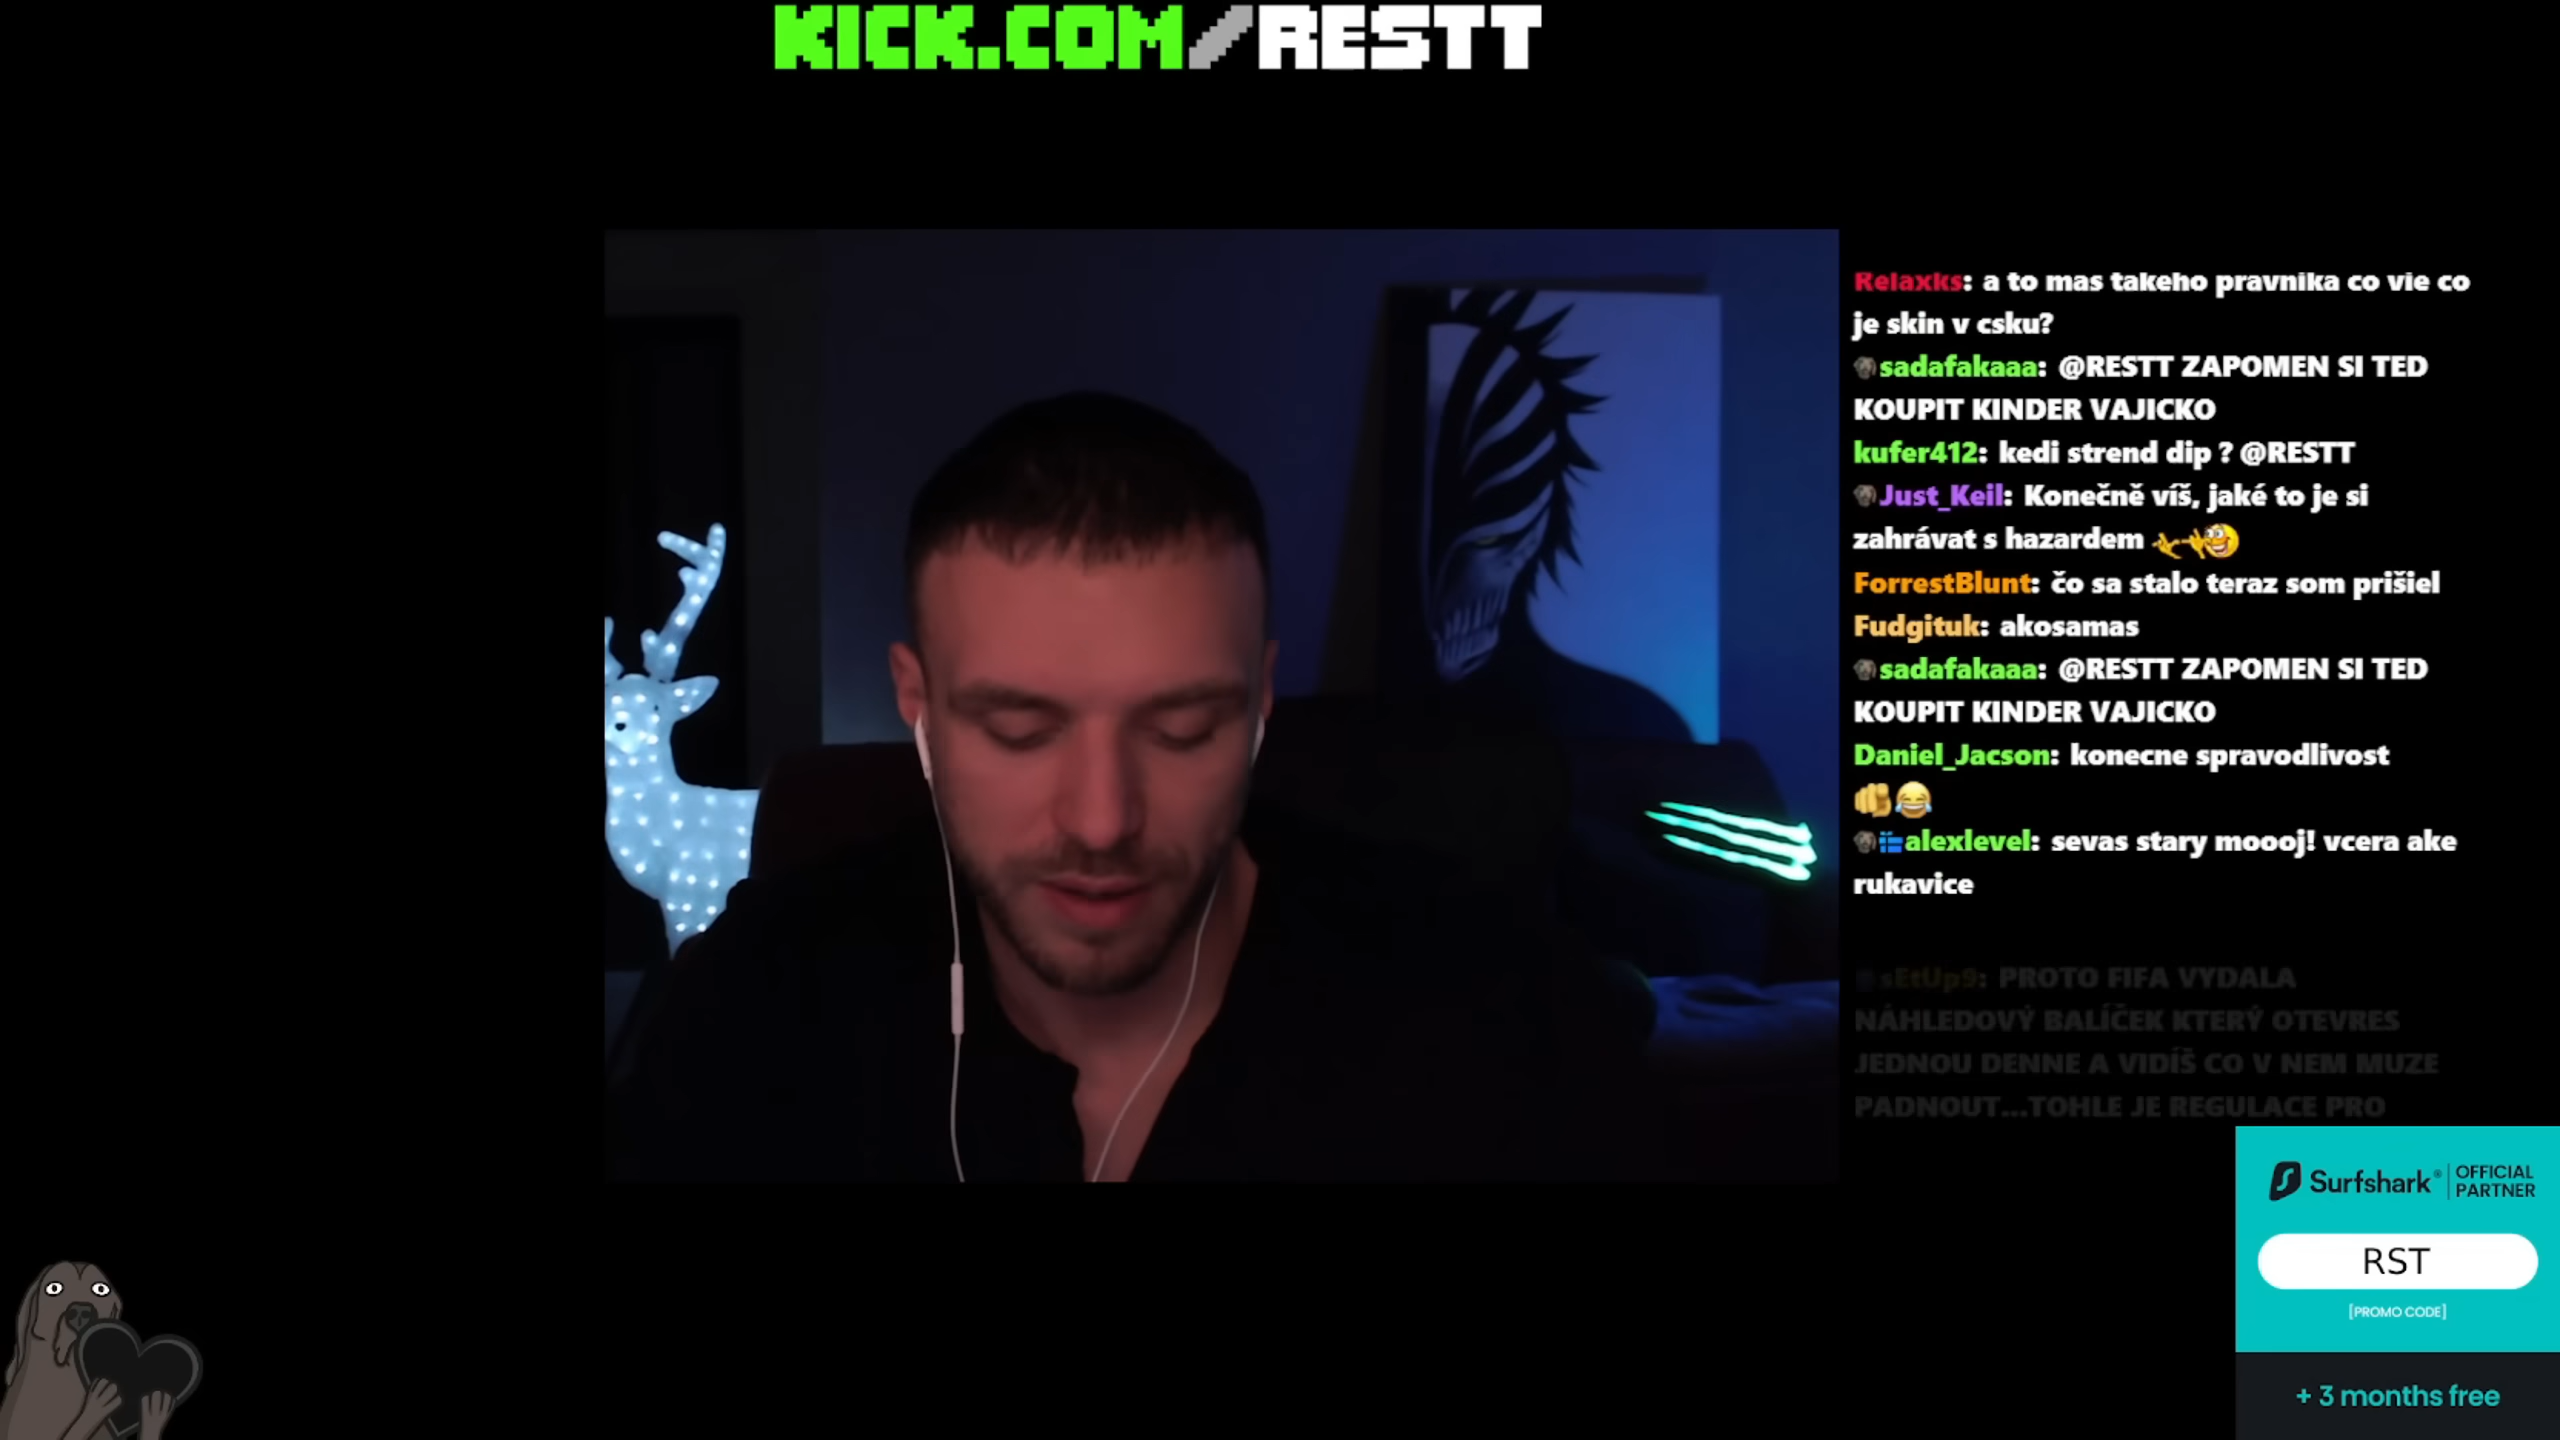 KICK.COM/RESTT
Relaxks: a to mas takeho pravnika co vie co
je skin v csku?
sadafakaaa: @RESTT ZAPOMEN SI TED
KOUPIT KINDER VAJICKO
kufer412: kedi strend dip ? @RESTT
Just_Keil: Konečně víš, jaké to je si
zahrávat s hazardem
ForrestBlunt: čo sa stalo teraz som prišiel
Fudgituk: akosamas
sadafakaaa: @RESTT ZAPOMEN SI TED
KOUPIT KINDER VAJICKO
Daniel_Jacson: konecne spravodlivost
alexlevel: sevas stary moooj! vcera ake
rukavice
sEtUp9: PROTO FIFA VYDALA
NÁHLEDOVÝ BALÍČEK KTERÝ OTEVRES
JEDNOU DENNE A VIDÍŠ CO V NEM MUZE
PADNOUT...TOHLE JE REGULACE PRO
Surfshark® OFFICIAL
PARTNER
RST
[PROMO CODE]
+ 3 months free